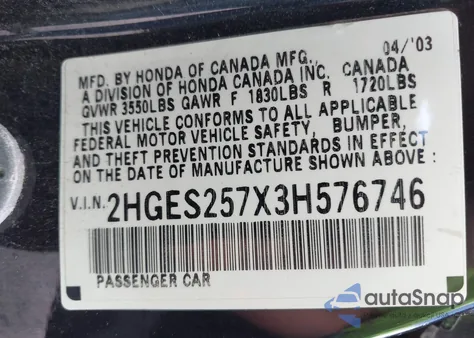 04/'03
MFD. BY HONDA OF CANADA MFG.,
A DIVISION OF HONDA CANADA INC. CANADA
GVWR 3550LBS GAWR F 1830LBS R 1720LBS
THIS VEHICLE CONFORMS TO ALL APPLICABLE
FEDERAL MOTOR VEHICLE SAFETY, BUMPER,
AND THEFT PREVENTION STANDARDS IN EFFECT
ON THE DATE OF MANUFACTURE SHOWN ABOVE :
V.I.N. 2HGES257X3H576746
PASSENGER CAR
autoSnap